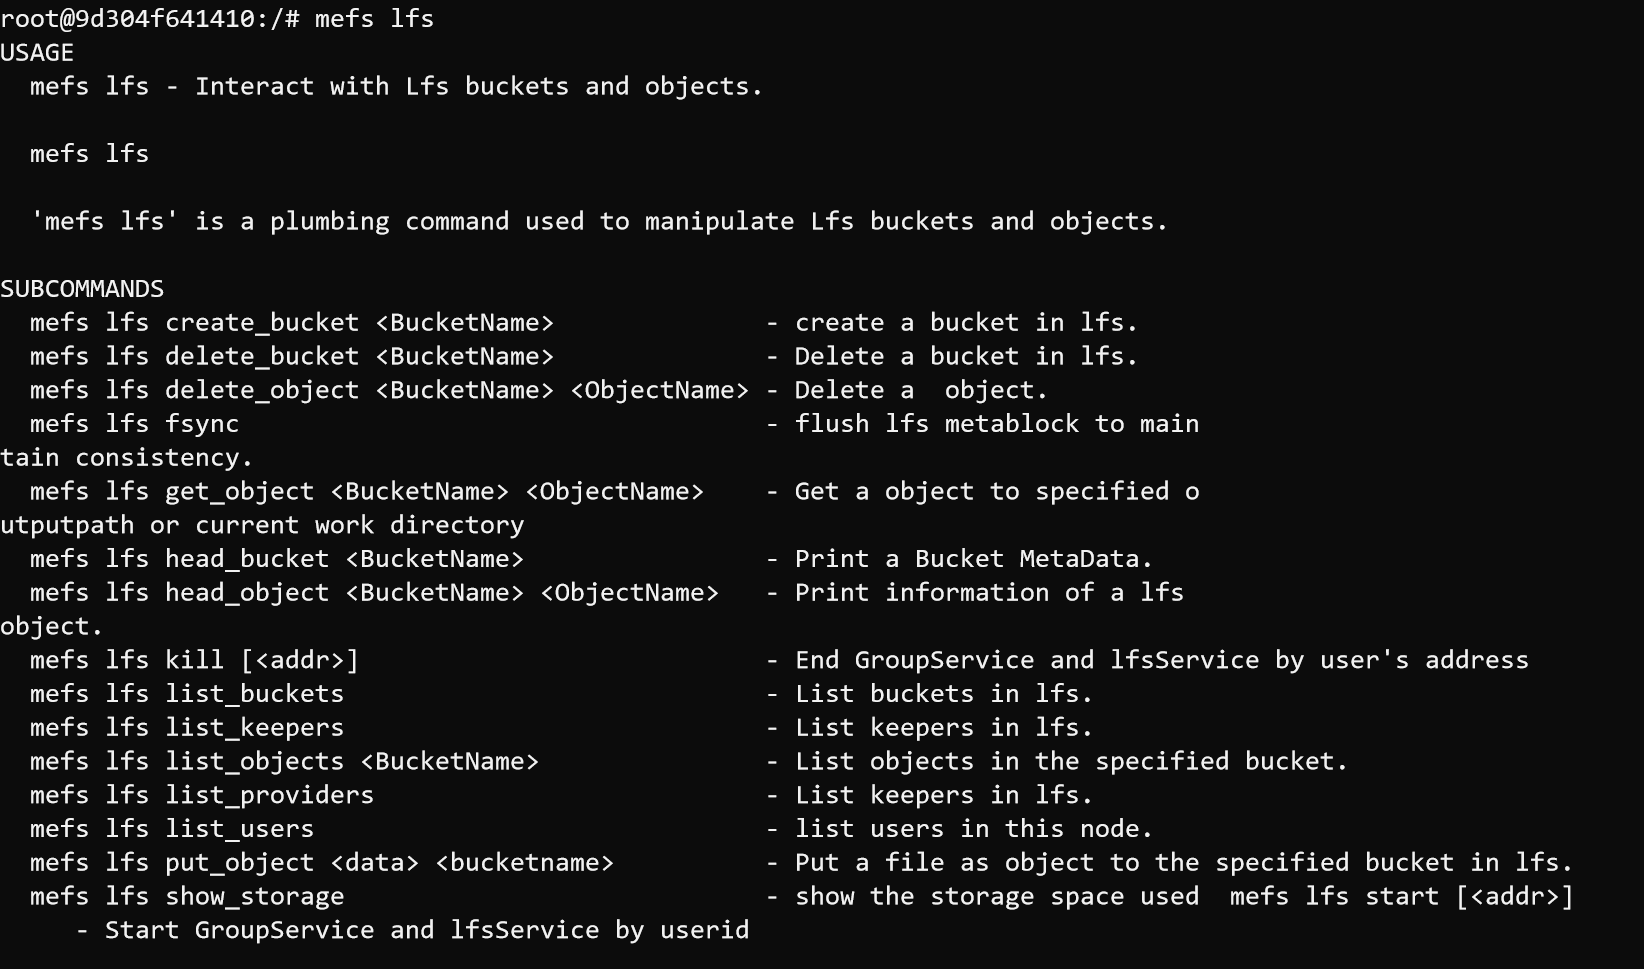 root@9d304f641410:/# mefs lfs
USAGE
  mefs lfs - Interact with Lfs buckets and objects.

  mefs lfs

  'mefs lfs' is a plumbing command used to manipulate Lfs buckets and objects.

SUBCOMMANDS
  mefs lfs create_bucket <BucketName>              - create a bucket in lfs.
  mefs lfs delete_bucket <BucketName>              - Delete a bucket in lfs.
  mefs lfs delete_object <BucketName> <ObjectName> - Delete a  object.
  mefs lfs fsync                                   - flush lfs metablock to main
tain consistency.
  mefs lfs get_object <BucketName> <ObjectName>    - Get a object to specified o
utputpath or current work directory
  mefs lfs head_bucket <BucketName>                - Print a Bucket MetaData.
  mefs lfs head_object <BucketName> <ObjectName>   - Print information of a lfs
object.
  mefs lfs kill [<addr>]                           - End GroupService and lfsService by user's address
  mefs lfs list_buckets                            - List buckets in lfs.
  mefs lfs list_keepers                            - List keepers in lfs.
  mefs lfs list_objects <BucketName>               - List objects in the specified bucket.
  mefs lfs list_providers                          - List keepers in lfs.
  mefs lfs list_users                              - list users in this node.
  mefs lfs put_object <data> <bucketname>          - Put a file as object to the specified bucket in lfs.
  mefs lfs show_storage                            - show the storage space used  mefs lfs start [<addr>]
     - Start GroupService and lfsService by userid